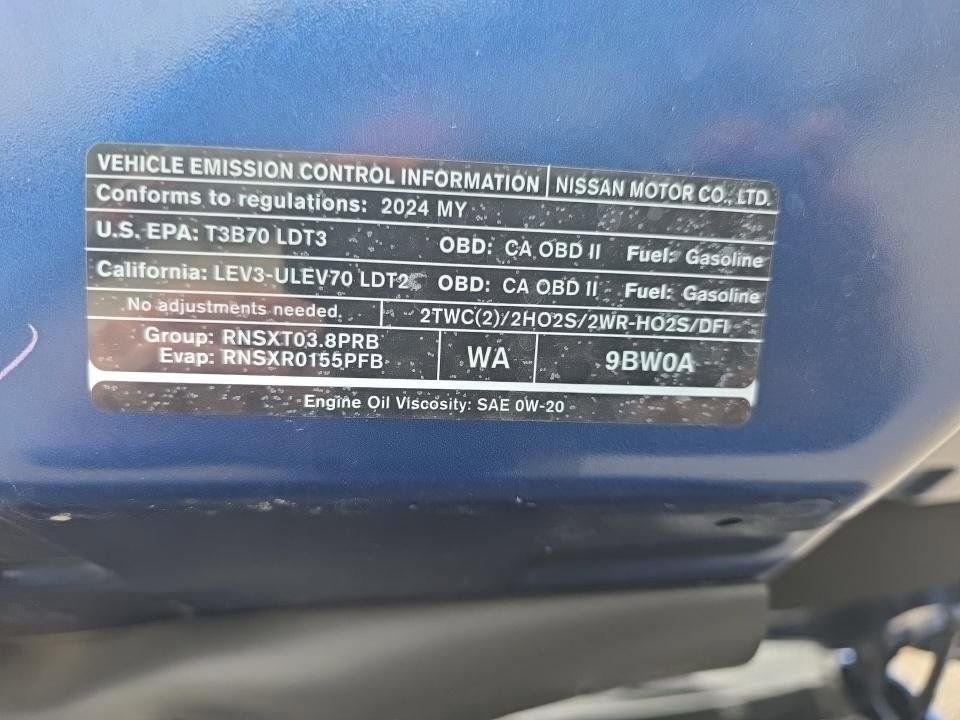 VEHICLE EMISSION CONTROL INFORMATION NISSAN MOTOR CO., LTD.
Conforms to regulations: 2024 MY
U.S. EPA: T3B70 LDT3 OBD: CA OBD II Fuel: Gasoline
California: LEV3-ULEV70 LDT2 OBD: CA OBD II Fuel: Gasoline
No adjustments needed. 2TWC(2)/2HO2S/2WR-HO2S/DFI
Group: RNSXT03.8PRB
Evap: RNSXR0155PFB WA 9BW0A
Engine Oil Viscosity: SAE 0W-20